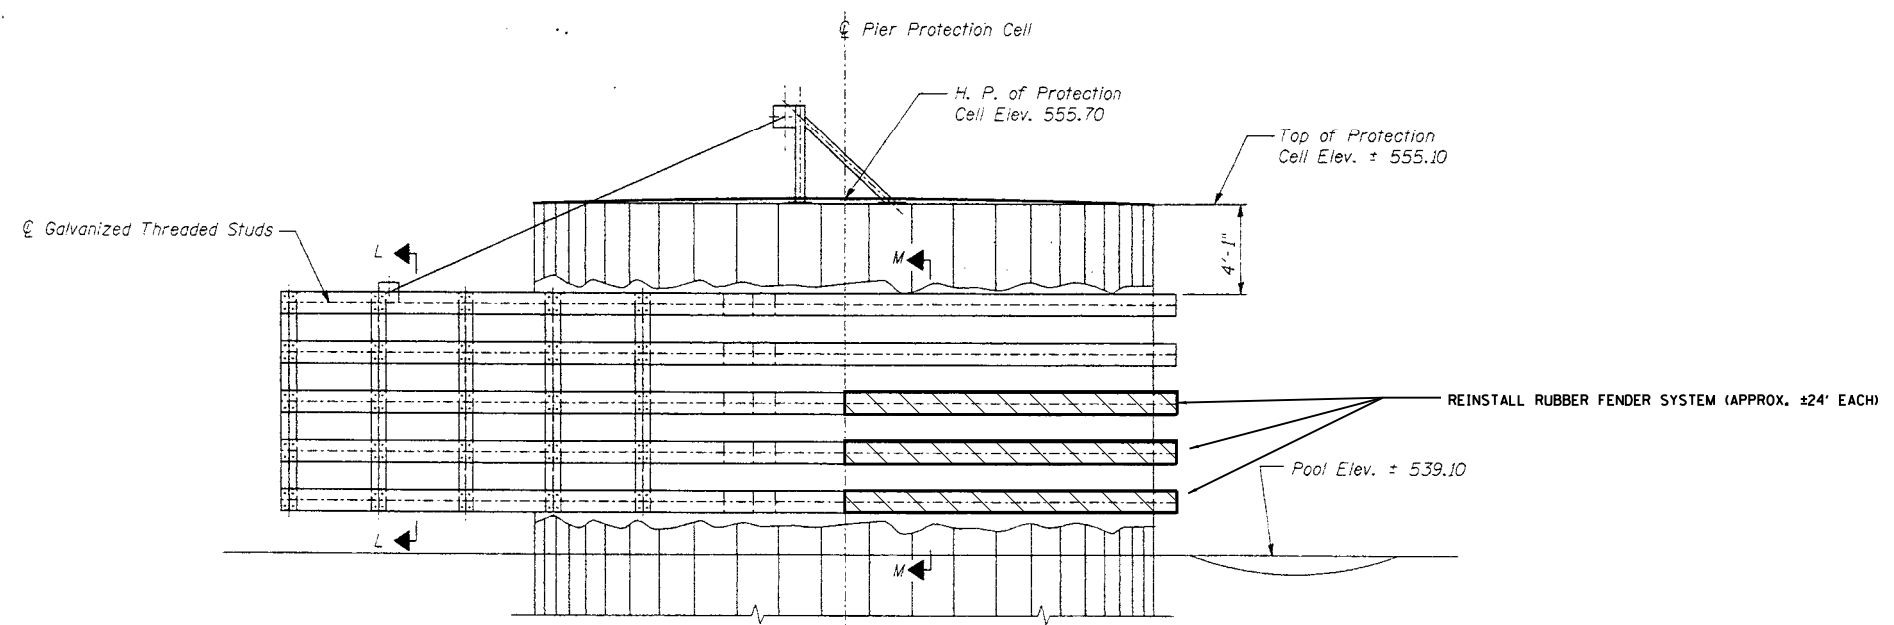 ℄ Pier Protection Cell
H. P. of Protection
Cell Elev. 555.70
Top of Protection
Cell Elev. ± 555.10
℄ Galvanized Threaded Studs
L
M
4'-1"
REINSTALL RUBBER FENDER SYSTEM (APPROX. ±24' EACH)
Pool Elev. ± 539.10
L
M